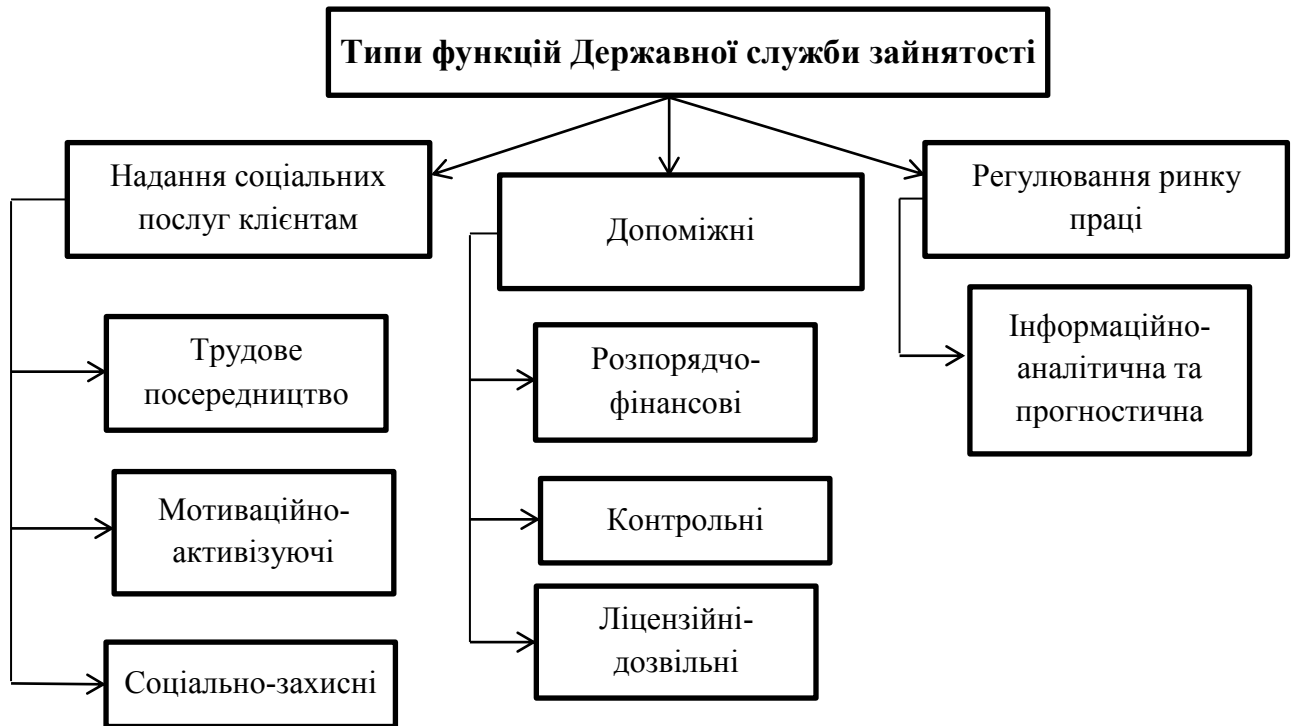 Типи функцій Державної служби зайнятості
Надання соціальних
послуг клієнтам
Допоміжні
Регулювання ринку
праці
Трудове
посередництво
Мотиваційно-
активізуючі
Соціально-захисні
Розпорядчо-
фінансові
Контрольні
Ліцензійні-
дозвільні
Інформаційно-
аналітична та
прогностична